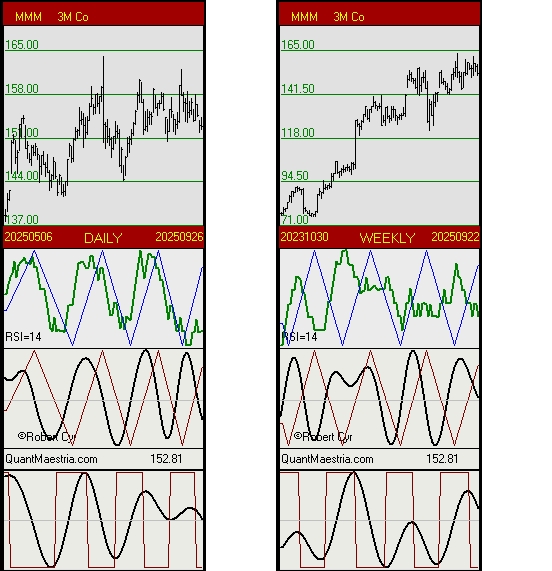 MMM 3M Co
165.00
158.00
151.00
144.00
137.00
20250506 DAILY 20250926
RSI=14
©Robert Cyr
QuantMaestria.com 152.81
MMM 3M Co
165.00
141.50
118.00
94.50
71.00
20231030 WEEKLY 20250922
RSI=14
©Robert Cyr
QuantMaestria.com 152.81